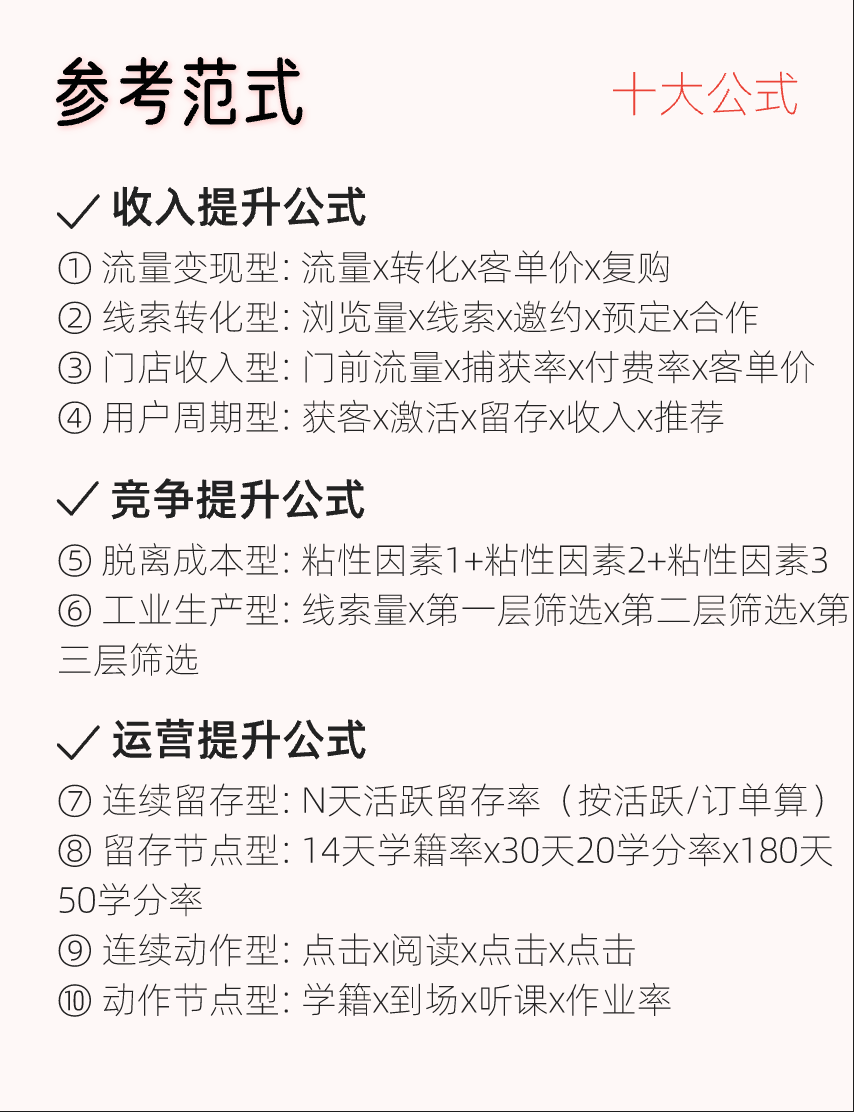 参考范式
十大公式
收入提升公式
① 流量变现型: 流量x转化x客单价x复购
② 线索转化型: 浏览量x线索x邀约x预定x合作
③ 门店收入型: 门前流量x捕获率x付费率x客单价
④ 用户周期型: 获客x激活x留存x收入x推荐
竞争提升公式
⑤ 脱离成本型: 粘性因素1+粘性因素2+粘性因素3
⑥ 工业生产型: 线索量x第一层筛选x第二层筛选x第
三层筛选
运营提升公式
⑦ 连续留存型: N天活跃留存率（按活跃/订单算）
⑧ 留存节点型: 14天学籍率x30天20学分率x180天
50学分率
⑨ 连续动作型: 点击x阅读x点击x点击
⑩ 动作节点型: 学籍x到场x听课x作业率